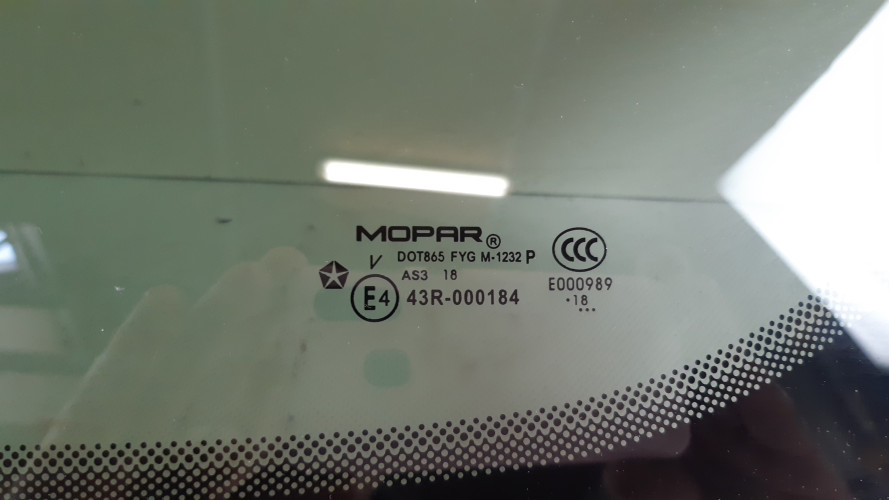 MOPAR®
V DOT865 FYG M-1232 P
AS3 18
E4 43R-000184
CCC
E000989
·18
...